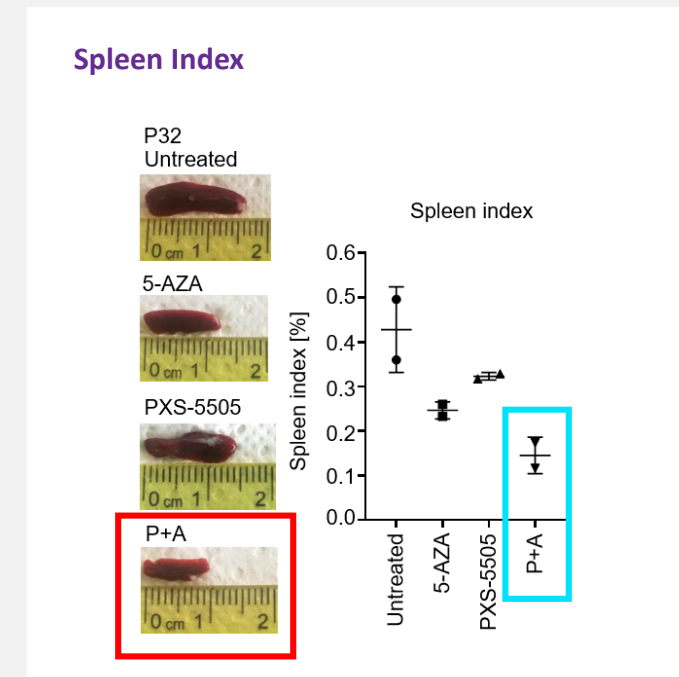 Spleen Index
P32
Untreated
0 cm 1 2
5-AZA
0 cm 1 2
PXS-5505
0 cm 1 2
P+A
0 cm 1 2
Spleen index
Spleen index [%]
0.6
0.5
0.4
0.3
0.2
0.1
0.0
Untreated
5-AZA
PXS-5505
P+A